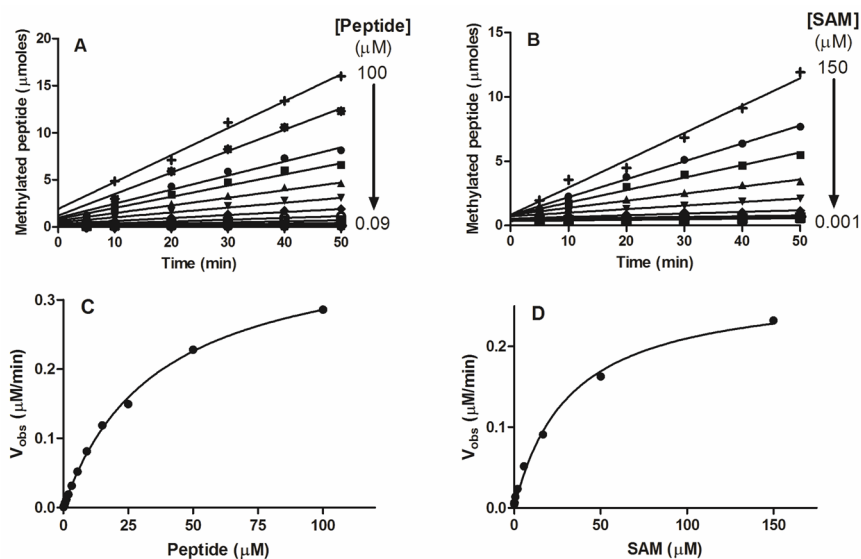 A
[Peptide]
(μM)
100
0.09
Methylated peptide (μmoles)
20
15
10
5
0
0 10 20 30 40 50
Time (min)
B
[SAM]
(μM)
150
0.001
Methylated peptide (μmoles)
15
10
5
0
0 10 20 30 40 50
Time (min)
C
Vobs (μM/min)
0.3
0.2
0.1
0.0
0 25 50 75 100
Peptide (μM)
D
Vobs (μM/min)
0.2
0.1
0.0
0 50 100 150
SAM (μM)